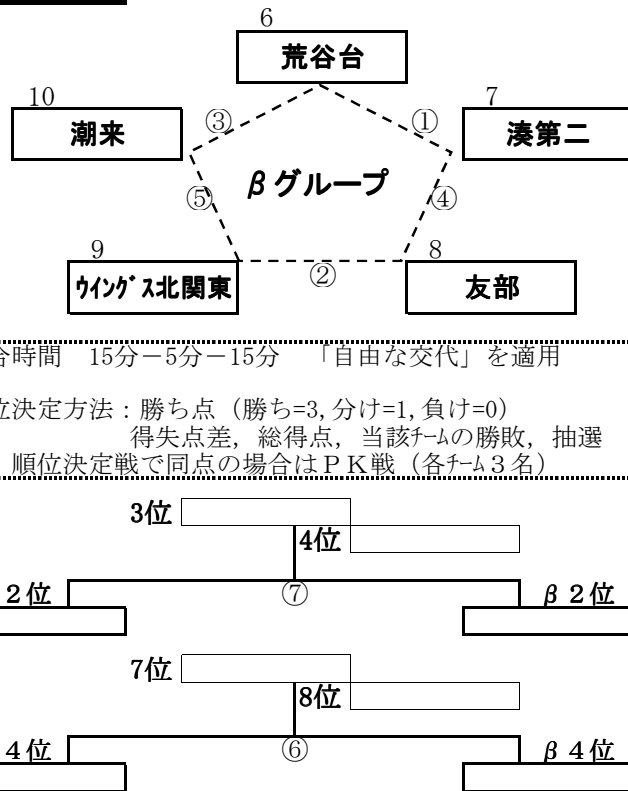 6
荒谷台
10
7
潮来
③
①
湊第二
βグループ
⑤
④
9
8
②
ウイングス北関東
友部
合時間 15分－5分－15分 「自由な交代」を適用
位決定方法：勝ち点（勝ち=3,分け=1,負け=0）
得失点差，総得点，当該チームの勝敗，抽選
順位決定戦で同点の場合はＰＫ戦（各チーム３名）
3位
4位
2位
⑦
β２位
7位
8位
4位
⑥
β４位